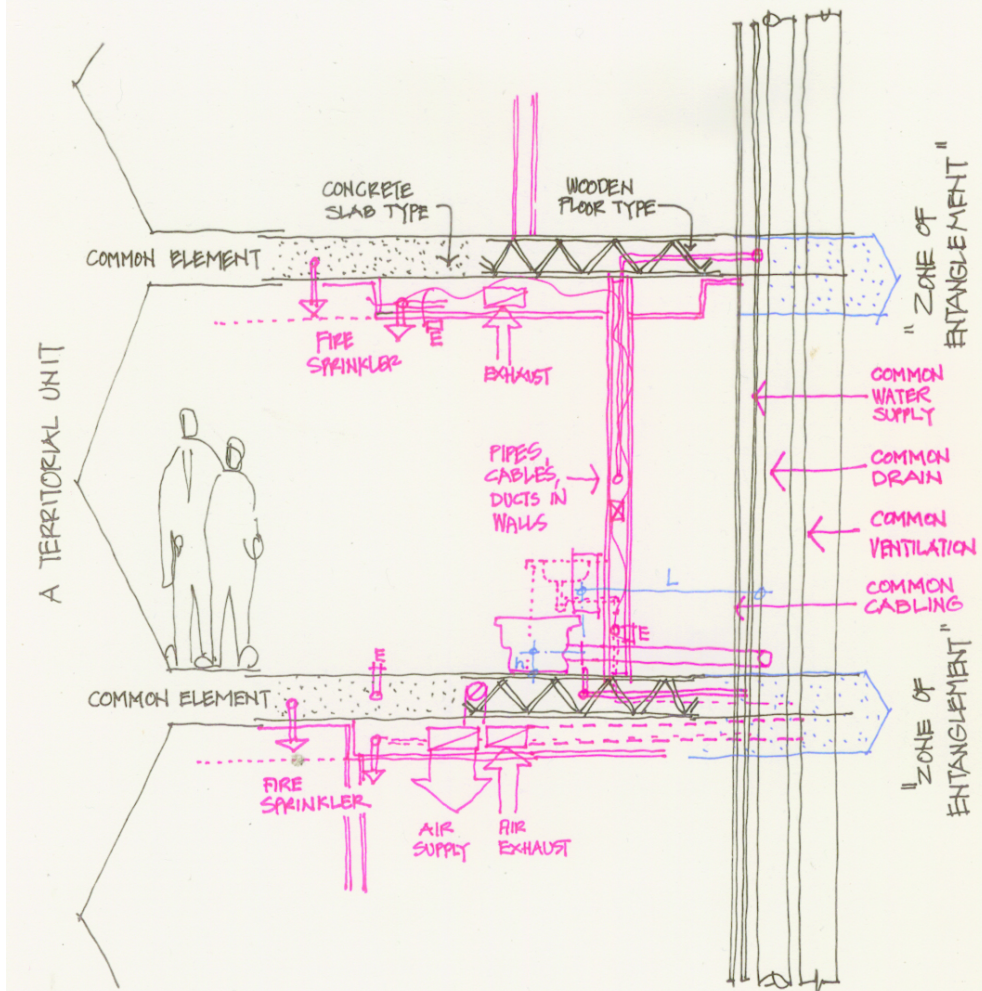 CONCRETE
SLAB TYPE
WOODEN
FLOOR TYPE
COMMON ELEMENT
"ZONE OF
ENTANGLEMENT"
FIRE
SPRINKLER
E
EXHAUST
A TERRITORIAL UNIT
COMMON
WATER
SUPPLY
PIPES,
CABLES,
DUCTS IN
WALLS
COMMON
DRAIN
COMMON
VENTILATION
L
COMMON
CABLING
E
h
E
COMMON ELEMENT
"ZONE OF
ENTANGLEMENT"
FIRE
SPRINKLER
AIR
SUPPLY
AIR
EXHAUST